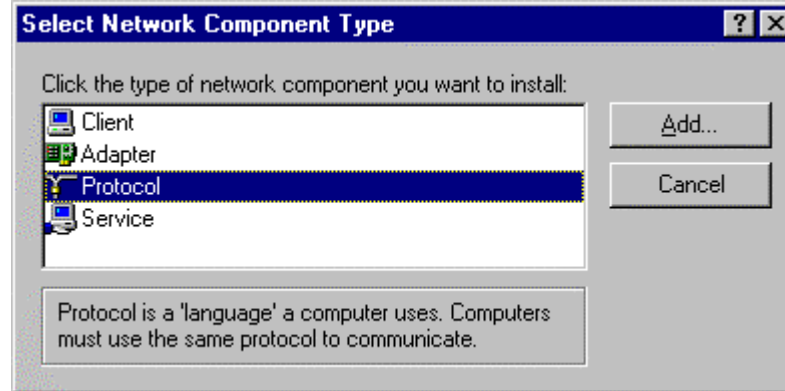 Select Network Component Type
Click the type of network component you want to install:
Client
Adapter
Protocol
Service
Add...
Cancel
Protocol is a 'language' a computer uses. Computers
must use the same protocol to communicate.